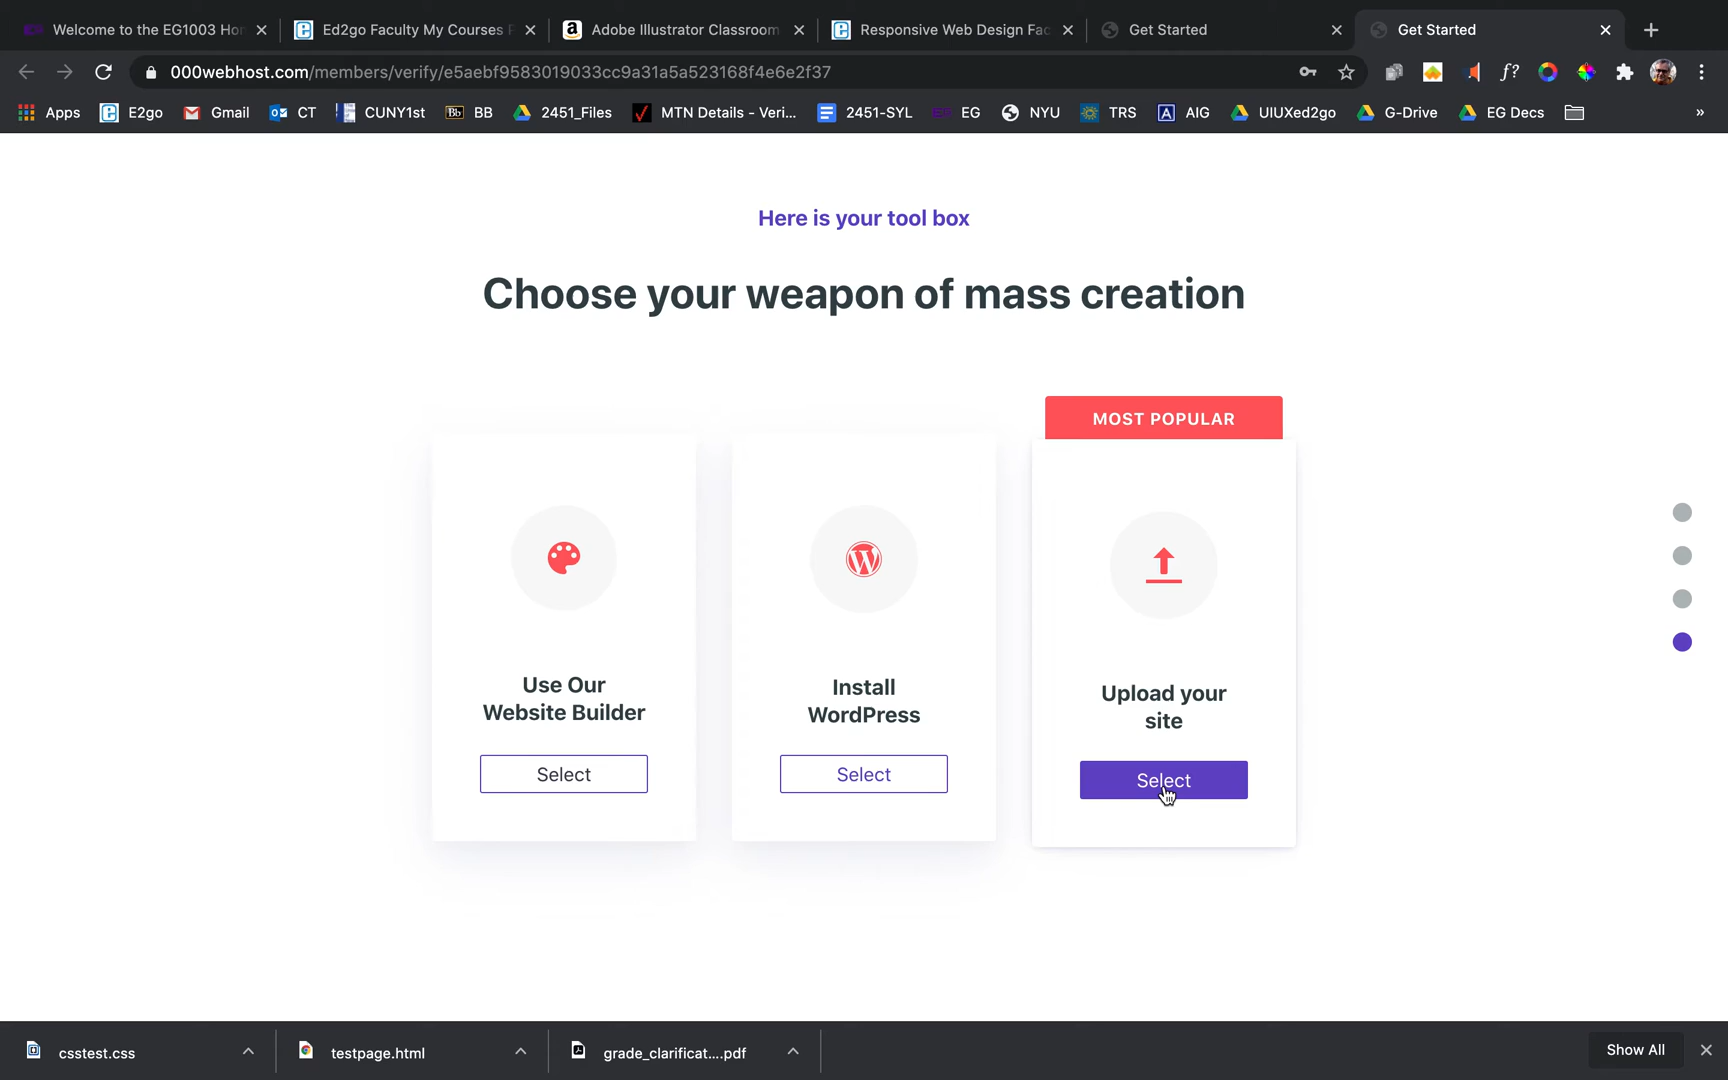 Welcome to the EG1003 Hor
Ed2go Faculty My Courses
Adobe Illustrator Classroom
Responsive Web Design Fac
Get Started
Get Started
000webhost.com/members/verify/e5aebf9583019033cc9a31a5a523168f4e6e2f37
f?
Apps
E2go
Gmail
CT
CUNY1st
Bb BB
2451_Files
MTN Details - Veri...
2451-SYL
EG
NYU
TRS
A AIG
UIUXed2go
G-Drive
EG Decs
»
Here is your tool box
Choose your weapon of mass creation
MOST POPULAR
Use Our
Website Builder
Select
Install
WordPress
Select
Upload your
site
Select
csstest.css
testpage.html
grade_clarificat....pdf
Show All